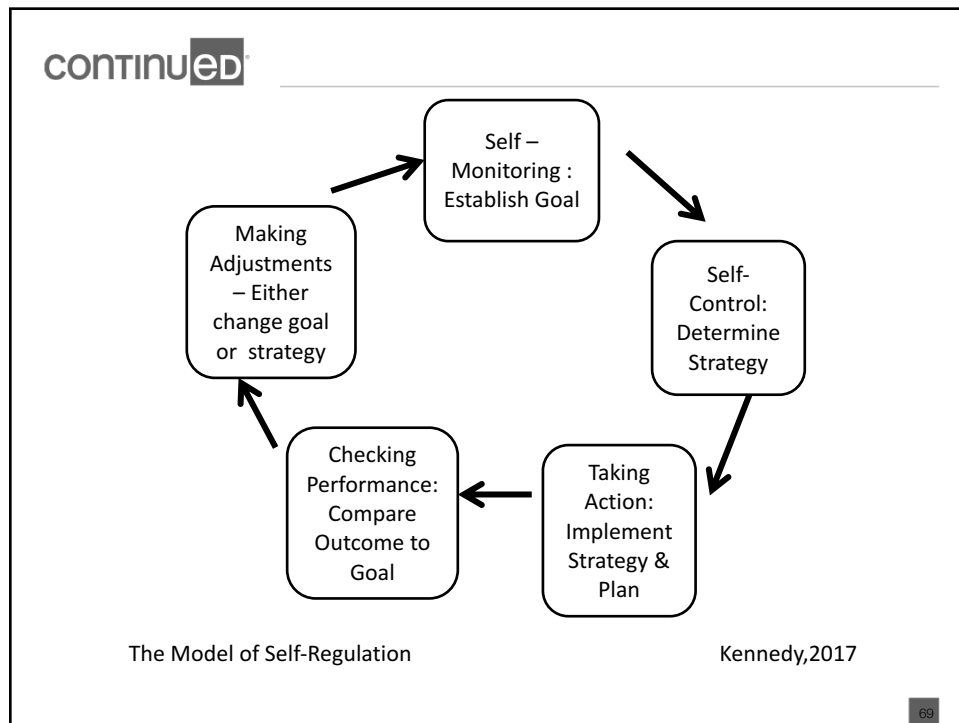 continued
Self –
Monitoring :
Establish Goal
Self-
Control:
Determine
Strategy
Taking
Action:
Implement
Strategy &
Plan
Checking
Performance:
Compare
Outcome to
Goal
Making
Adjustments
– Either
change goal
or strategy
The Model of Self-Regulation
Kennedy,2017
69